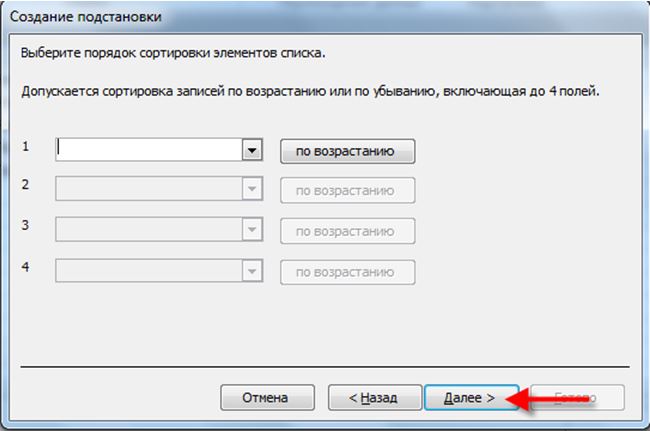 Создание подстановки
Выберите порядок сортировки элементов списка.
Допускается сортировка записей по возрастанию или по убыванию, включающая до 4 полей.
1 по возрастанию
2 по возрастанию
3 по возрастанию
4 по возрастанию
Отмена < Назад Далее > Готово